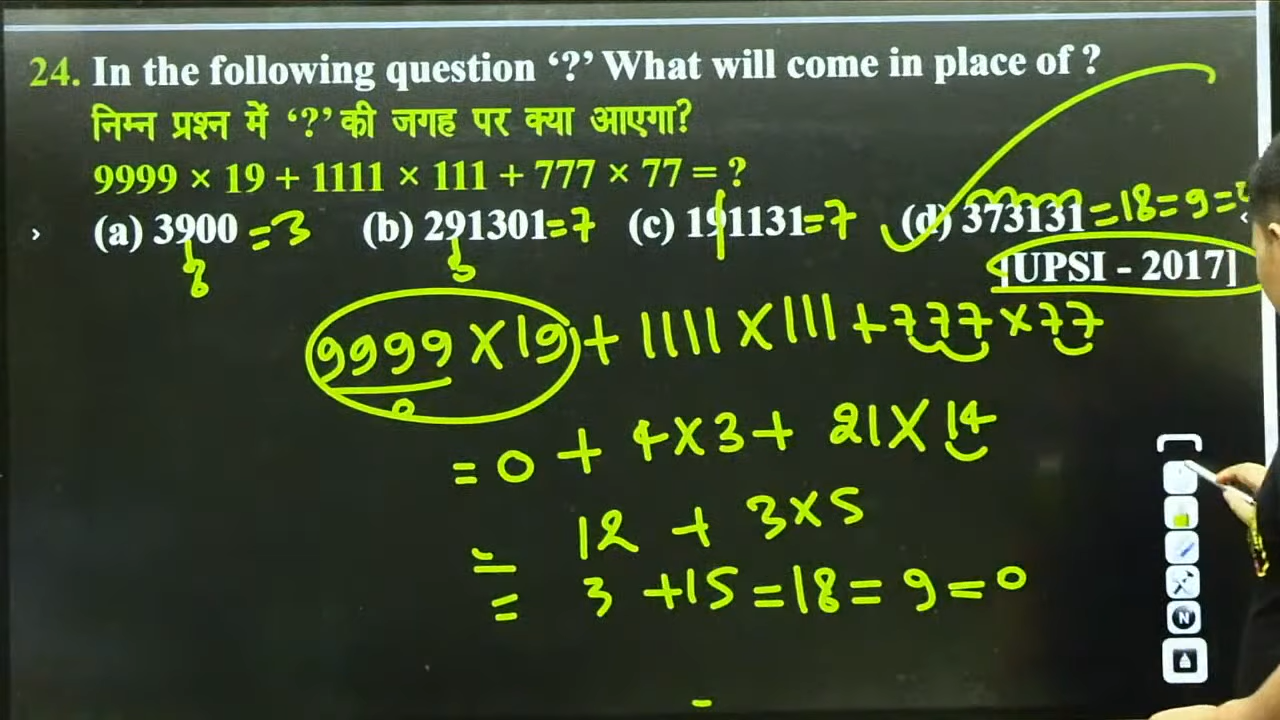 24. In the following question ‘?’ What will come in place of ?
निम्न प्रश्न में ‘?’ की जगह पर क्या आएगा?
9999 × 19 + 1111 × 111 + 777 × 77 = ?
(a) 3900 = 3 (b) 291301 = 7 (c) 191131 = 7 (d) 373131 = 18 = 9 =
[UPSI - 2017]
9999 × 19 + 1111 × 111 + 777 × 77
0
= 0 + 4 × 3 + 21 × 14
= 12 + 3 × 5
= 3 + 15 = 18 = 9 = 0
N